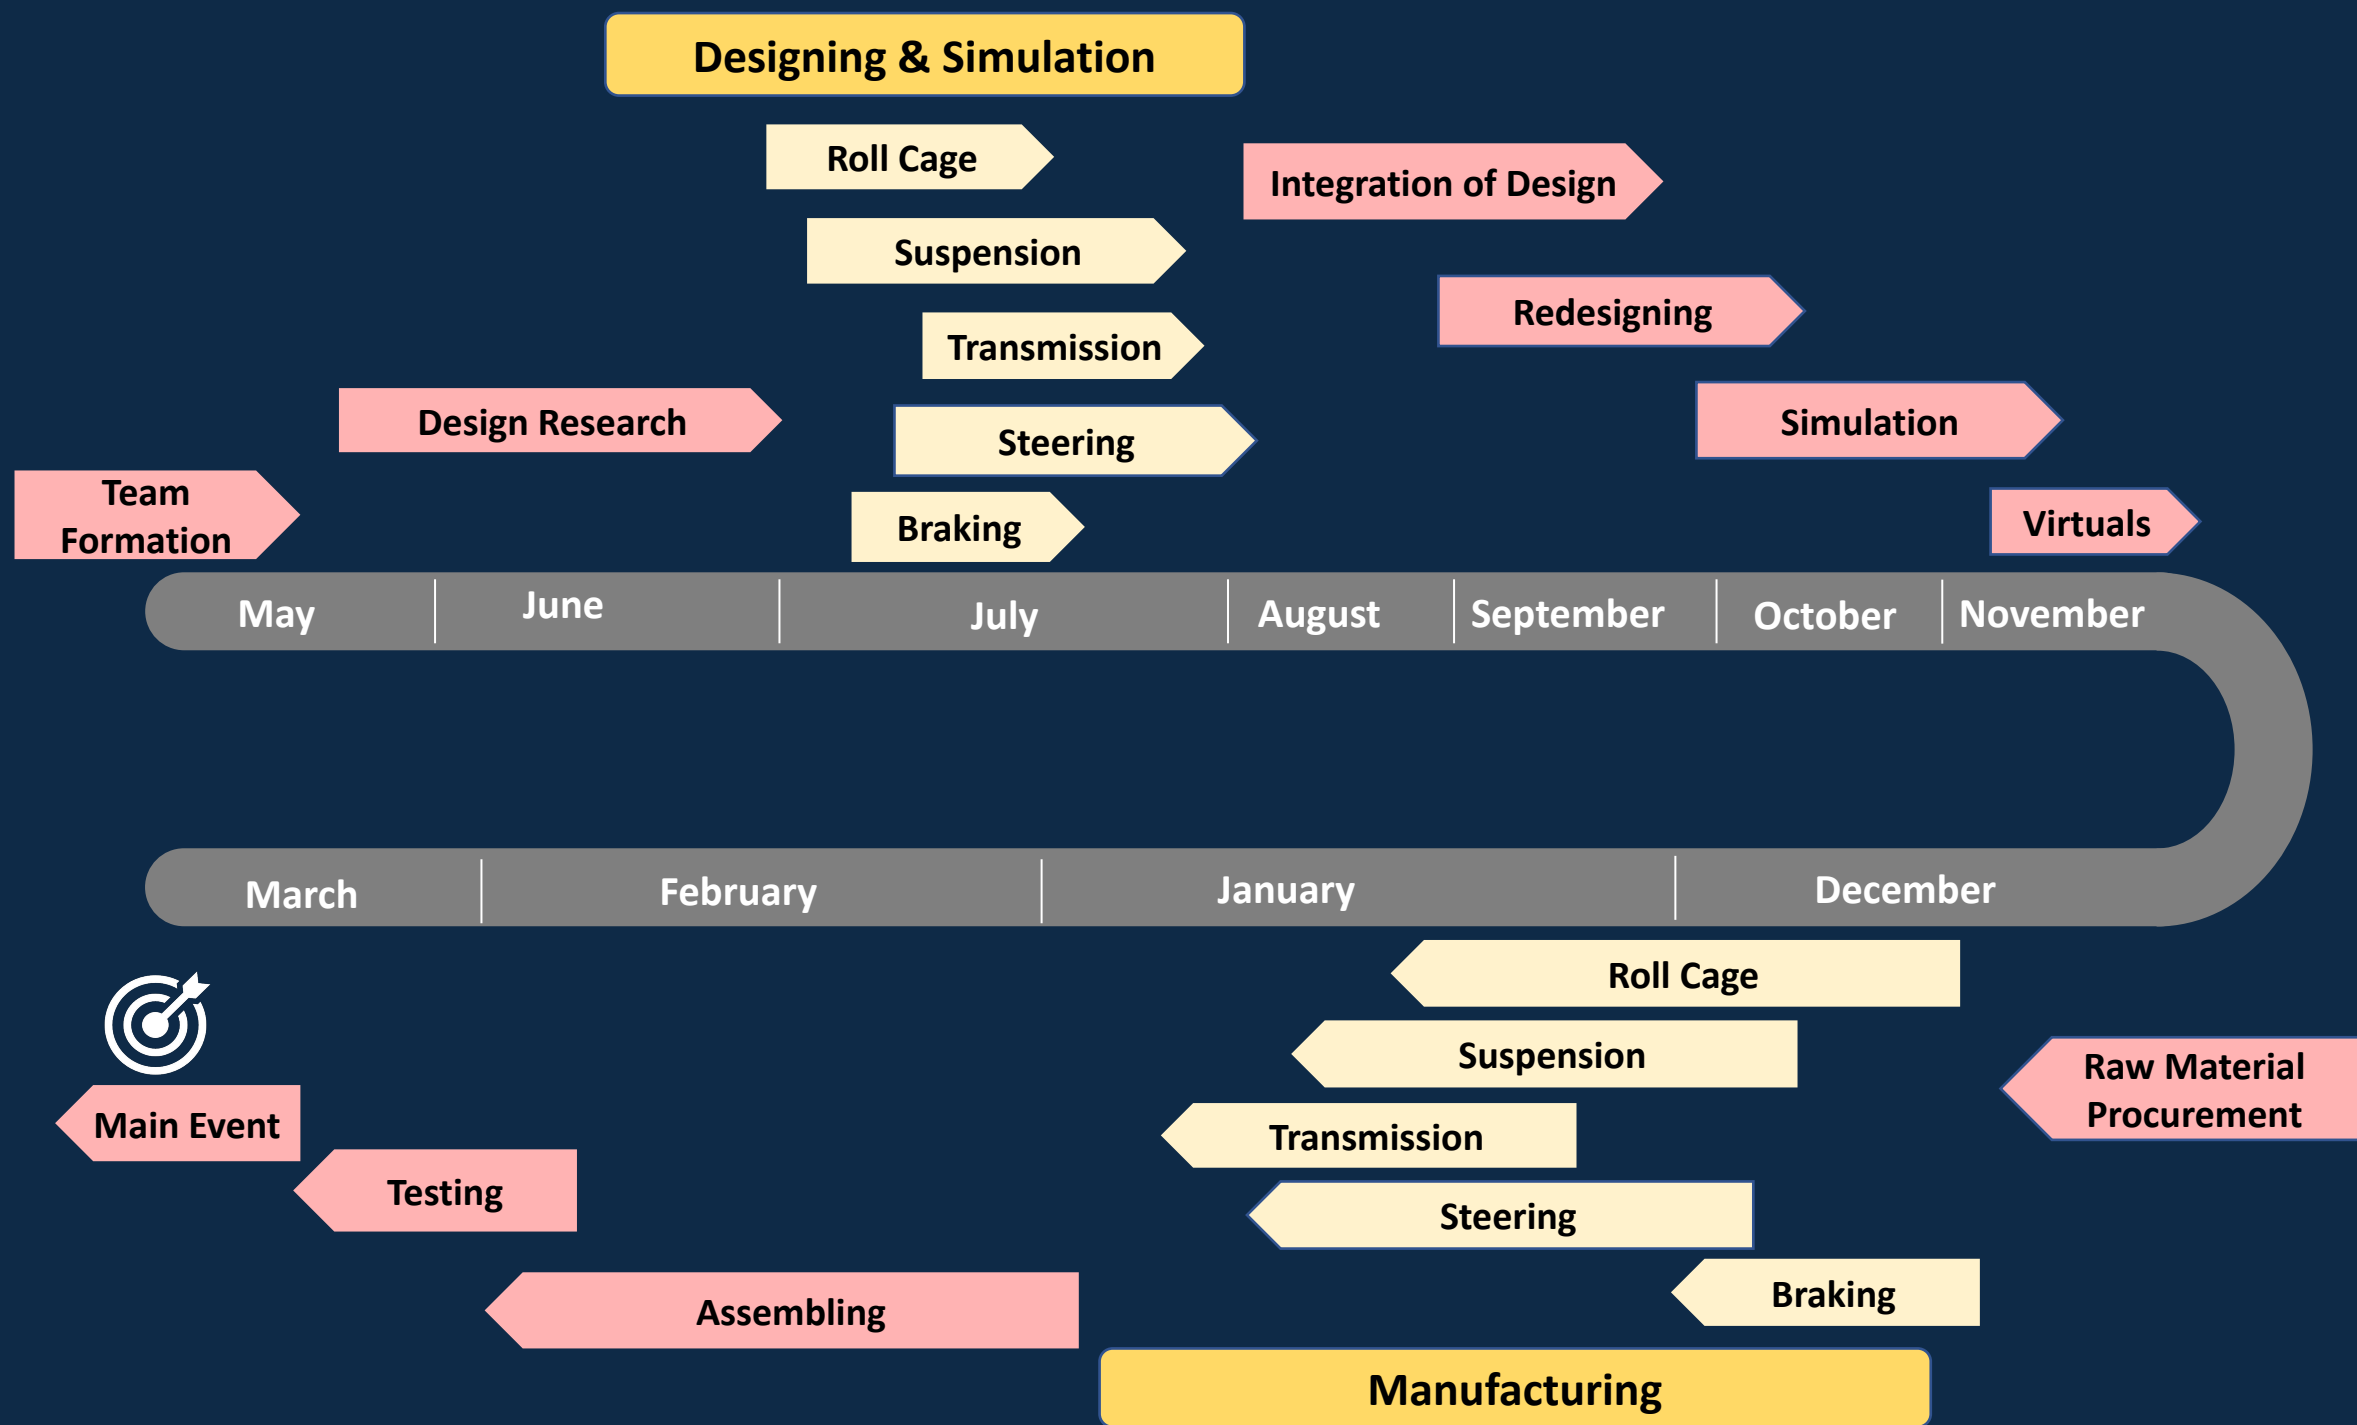 Designing & Simulation
Roll Cage
Integration of Design
Suspension
Redesigning
Transmission
Design Research
Steering
Simulation
Team
Formation
Braking
Virtuals
May
June
July
August
September
October
November
March
February
January
December
Roll Cage
Suspension
Raw Material
Procurement
Main Event
Transmission
Testing
Steering
Assembling
Braking
Manufacturing